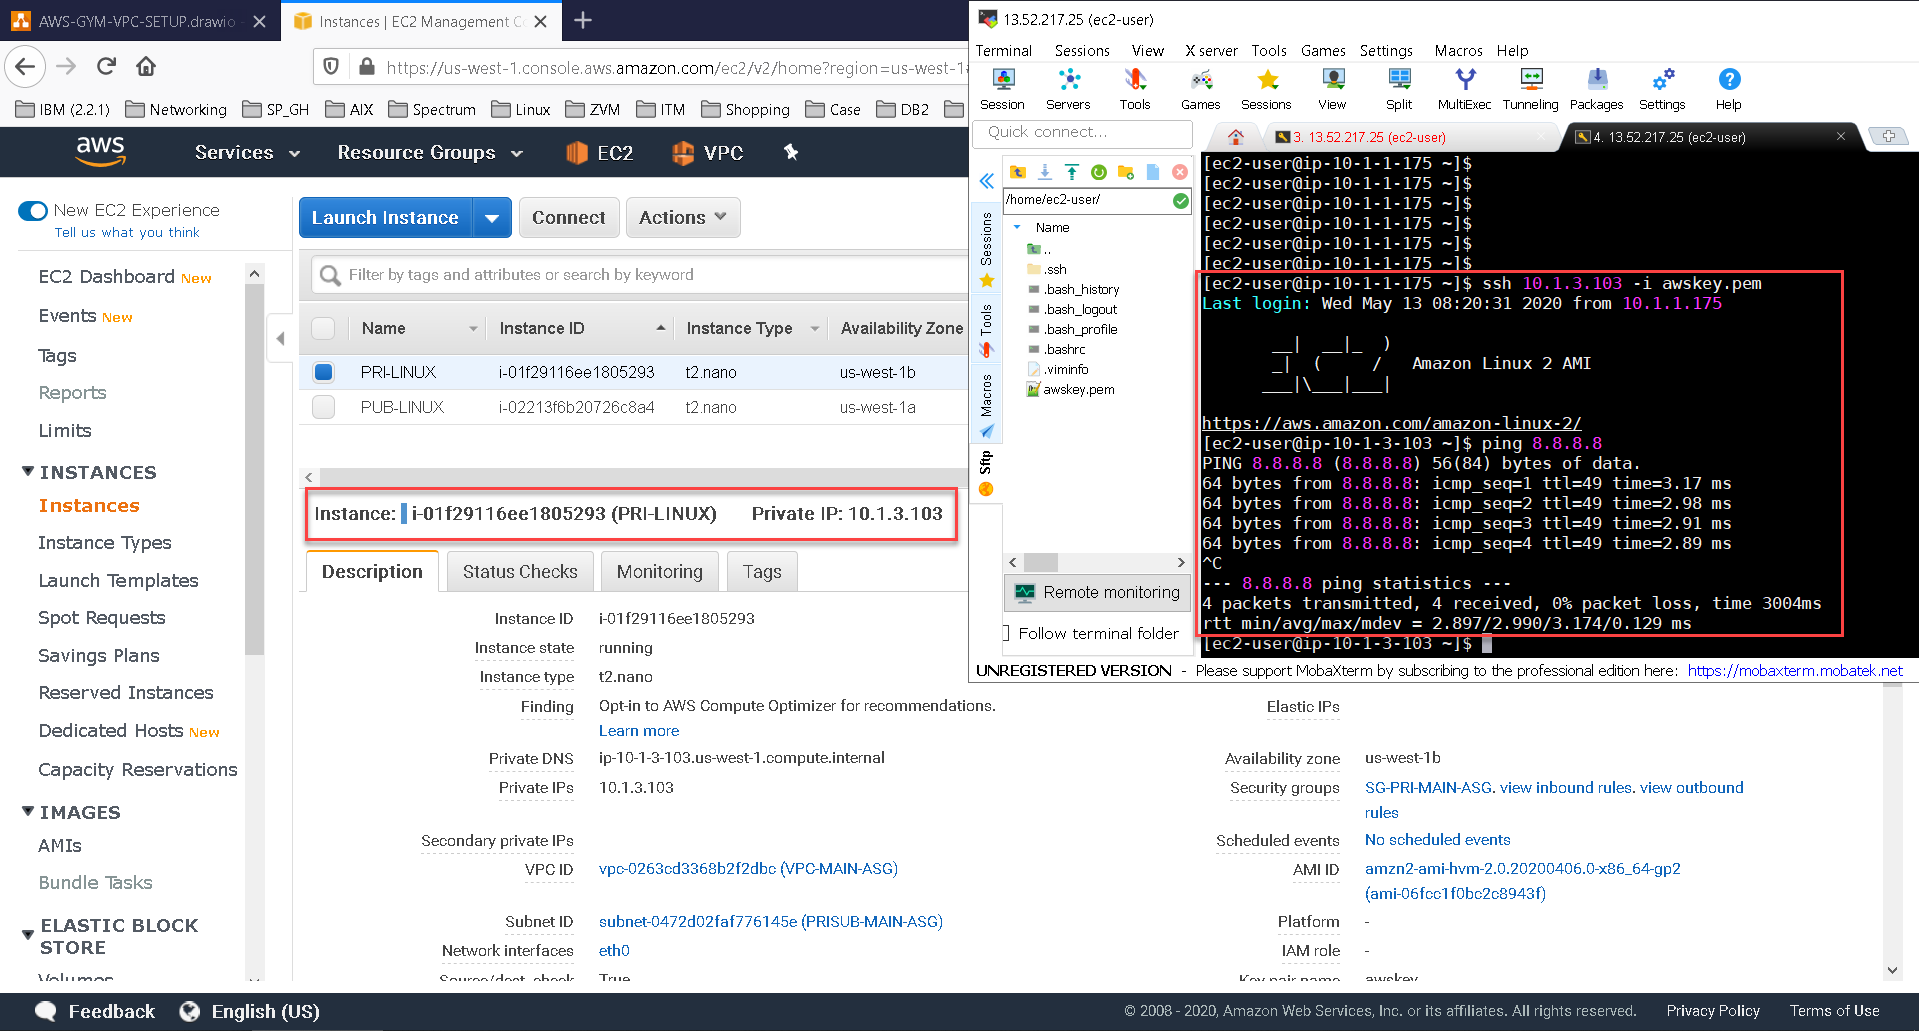 AWS-GYM-VPC-SETUP.drawio
Instances | EC2 Management Co
https://us-west-1.console.aws.amazon.com/ec2/v2/home?region=us-west-1#
IBM (2.2.1) Networking SP_GH AIX Spectrum Linux ZVM ITM Shopping Case DB2
aws Services Resource Groups EC2 VPC
New EC2 Experience
Tell us what you think
EC2 Dashboard New
Events New
Tags
Reports
Limits
INSTANCES
Instances
Instance Types
Launch Templates
Spot Requests
Savings Plans
Reserved Instances
Dedicated Hosts New
Capacity Reservations
IMAGES
AMIs
Bundle Tasks
ELASTIC BLOCK
STORE
Volumes
Launch Instance Connect Actions
Filter by tags and attributes or search by keyword
Name Instance ID Instance Type Availability Zone
PRI-LINUX i-01f29116ee1805293 t2.nano us-west-1b
PUB-LINUX i-02213f6b20726c8a4 t2.nano us-west-1a
Instance: i-01f29116ee1805293 (PRI-LINUX) Private IP: 10.1.3.103
Description Status Checks Monitoring Tags
Instance ID i-01f29116ee1805293
Instance state running
Instance type t2.nano
Finding Opt-in to AWS Compute Optimizer for recommendations.
Learn more
Private DNS ip-10-1-3-103.us-west-1.compute.internal
Private IPs 10.1.3.103
Secondary private IPs
VPC ID vpc-0263cd3368b2f2dbc (VPC-MAIN-ASG)
Subnet ID subnet-0472d02faf776145e (PRISUB-MAIN-ASG)
Network interfaces eth0
Source/dest. check True
Elastic IPs
Availability zone us-west-1b
Security groups SG-PRI-MAIN-ASG. view inbound rules. view outbound
rules
Scheduled events No scheduled events
AMI ID amzn2-ami-hvm-2.0.20200406.0-x86_64-gp2
(ami-06fcc1f0bc2c8943f)
Platform -
IAM role -
Key pair name awskey
13.52.217.25 (ec2-user)
Terminal Sessions View X server Tools Games Settings Macros Help
Session Servers Tools Games Sessions View Split MultiExec Tunneling Packages Settings Help
Quick connect...
3. 13.52.217.25 (ec2-user)
4. 13.52.217.25 (ec2-user)
Sessions
Tools
Macros
Sftp
/home/ec2-user/
Name
..
.ssh
.bash_history
.bash_logout
.bash_profile
.bashrc
.viminfo
awskey.pem
Remote monitoring
Follow terminal folder
[ec2-user@ip-10-1-1-175 ~]$
[ec2-user@ip-10-1-1-175 ~]$
[ec2-user@ip-10-1-1-175 ~]$
[ec2-user@ip-10-1-1-175 ~]$
[ec2-user@ip-10-1-1-175 ~]$
[ec2-user@ip-10-1-1-175 ~]$
[ec2-user@ip-10-1-1-175 ~]$ ssh 10.1.3.103 -i awskey.pem
Last login: Wed May 13 08:20:31 2020 from 10.1.1.175
__|  __|_  )
_|  (     /   Amazon Linux 2 AMI
___|\___|___|
https://aws.amazon.com/amazon-linux-2/
[ec2-user@ip-10-1-3-103 ~]$ ping 8.8.8.8
PING 8.8.8.8 (8.8.8.8) 56(84) bytes of data.
64 bytes from 8.8.8.8: icmp_seq=1 ttl=49 time=3.17 ms
64 bytes from 8.8.8.8: icmp_seq=2 ttl=49 time=2.98 ms
64 bytes from 8.8.8.8: icmp_seq=3 ttl=49 time=2.91 ms
64 bytes from 8.8.8.8: icmp_seq=4 ttl=49 time=2.89 ms
^C
--- 8.8.8.8 ping statistics ---
4 packets transmitted, 4 received, 0% packet loss, time 3004ms
rtt min/avg/max/mdev = 2.897/2.990/3.174/0.129 ms
[ec2-user@ip-10-1-3-103 ~]$
UNREGISTERED VERSION - Please support MobaXterm by subscribing to the professional edition here: https://mobaxterm.mobatek.net
Feedback English (US) © 2008 - 2020, Amazon Web Services, Inc. or its affiliates. All rights reserved. Privacy Policy Terms of Use